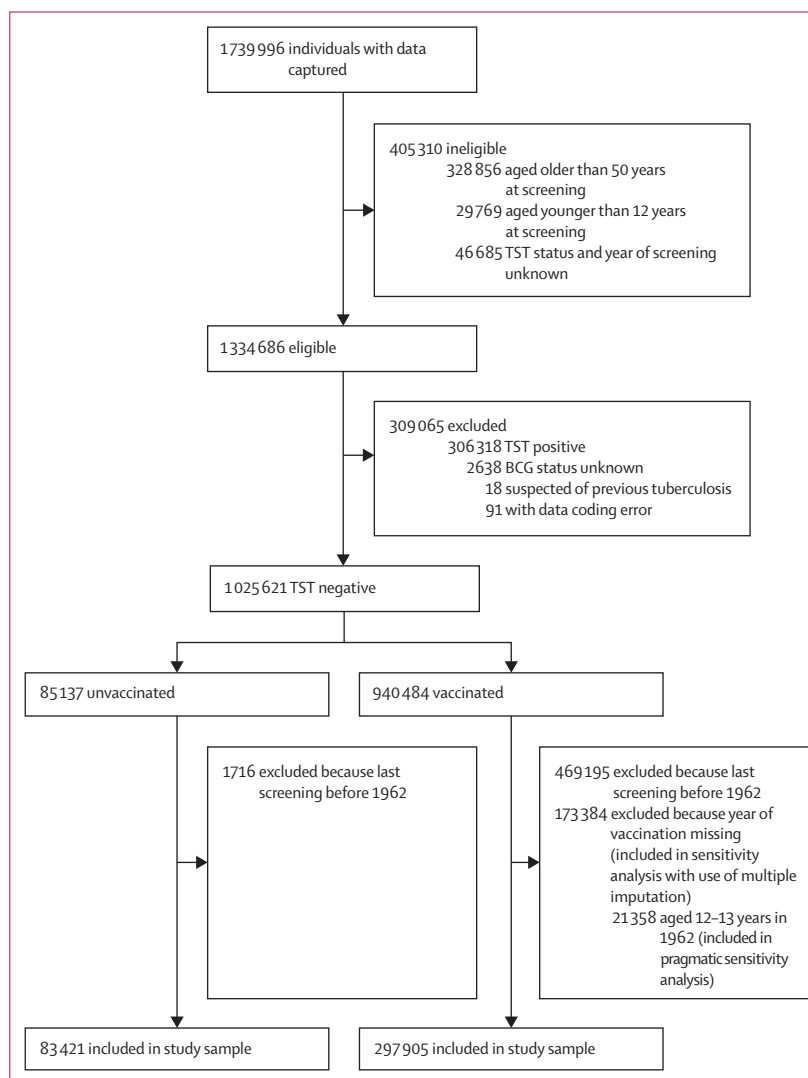 1739 996 individuals with data
captured
405 310 ineligible
328 856 aged older than 50 years
at screening
29 769 aged younger than 12 years
at screening
46 685 TST status and year of screening
unknown
1 334 686 eligible
309 065 excluded
306 318 TST positive
2638 BCG status unknown
18 suspected of previous tuberculosis
91 with data coding error
1 025 621 TST negative
85 137 unvaccinated
940 484 vaccinated
1716 excluded because last
screening before 1962
469 195 excluded because last
screening before 1962
173 384 excluded because year of
vaccination missing
(included in sensitivity
analysis with use of multiple
imputation)
21 358 aged 12–13 years in
1962 (included in
pragmatic sensitivity
analysis)
83 421 included in study sample
297 905 included in study sample